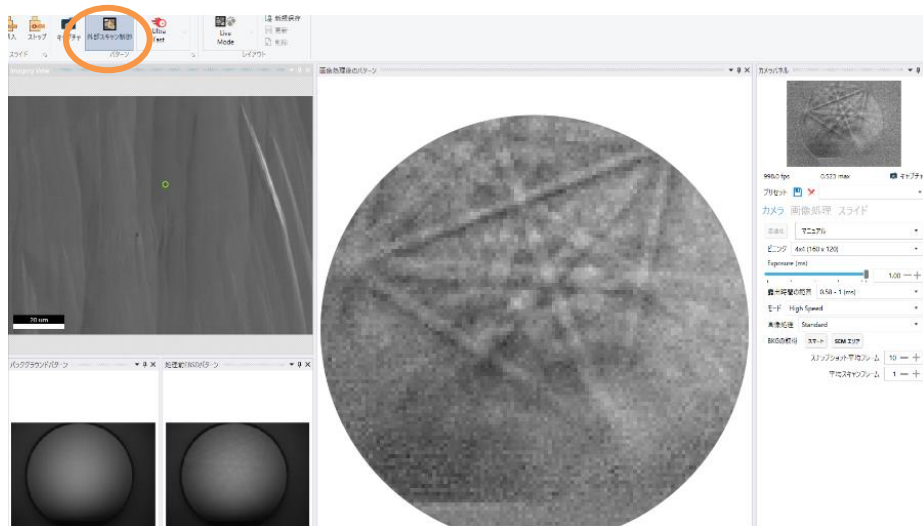 ストップ
キャプチャ
外部スキャン制御
Ultra
Fast
Live
Mode
新規保存
更新
削除
スライド
パターン
レイアウト
Imaging View
画像処理後のパターン
カメラパネル
20 um
998.0 fps
0.523 max
キャプチャ
プリセット
カメラ 画像処理 スライド
最適化
マニュアル
ビニング 4x4 (160 x 120)
Exposure (ms)
1.00
露光時間の範囲 0.58 - 1 (ms)
モード High Speed
画像処理 Standard
BKGの取得 スマート SEM エリア
スナップショット平均フレーム 10
平均スキャンフレーム 1
バックグラウンドパターン
処理前EBSDパターン